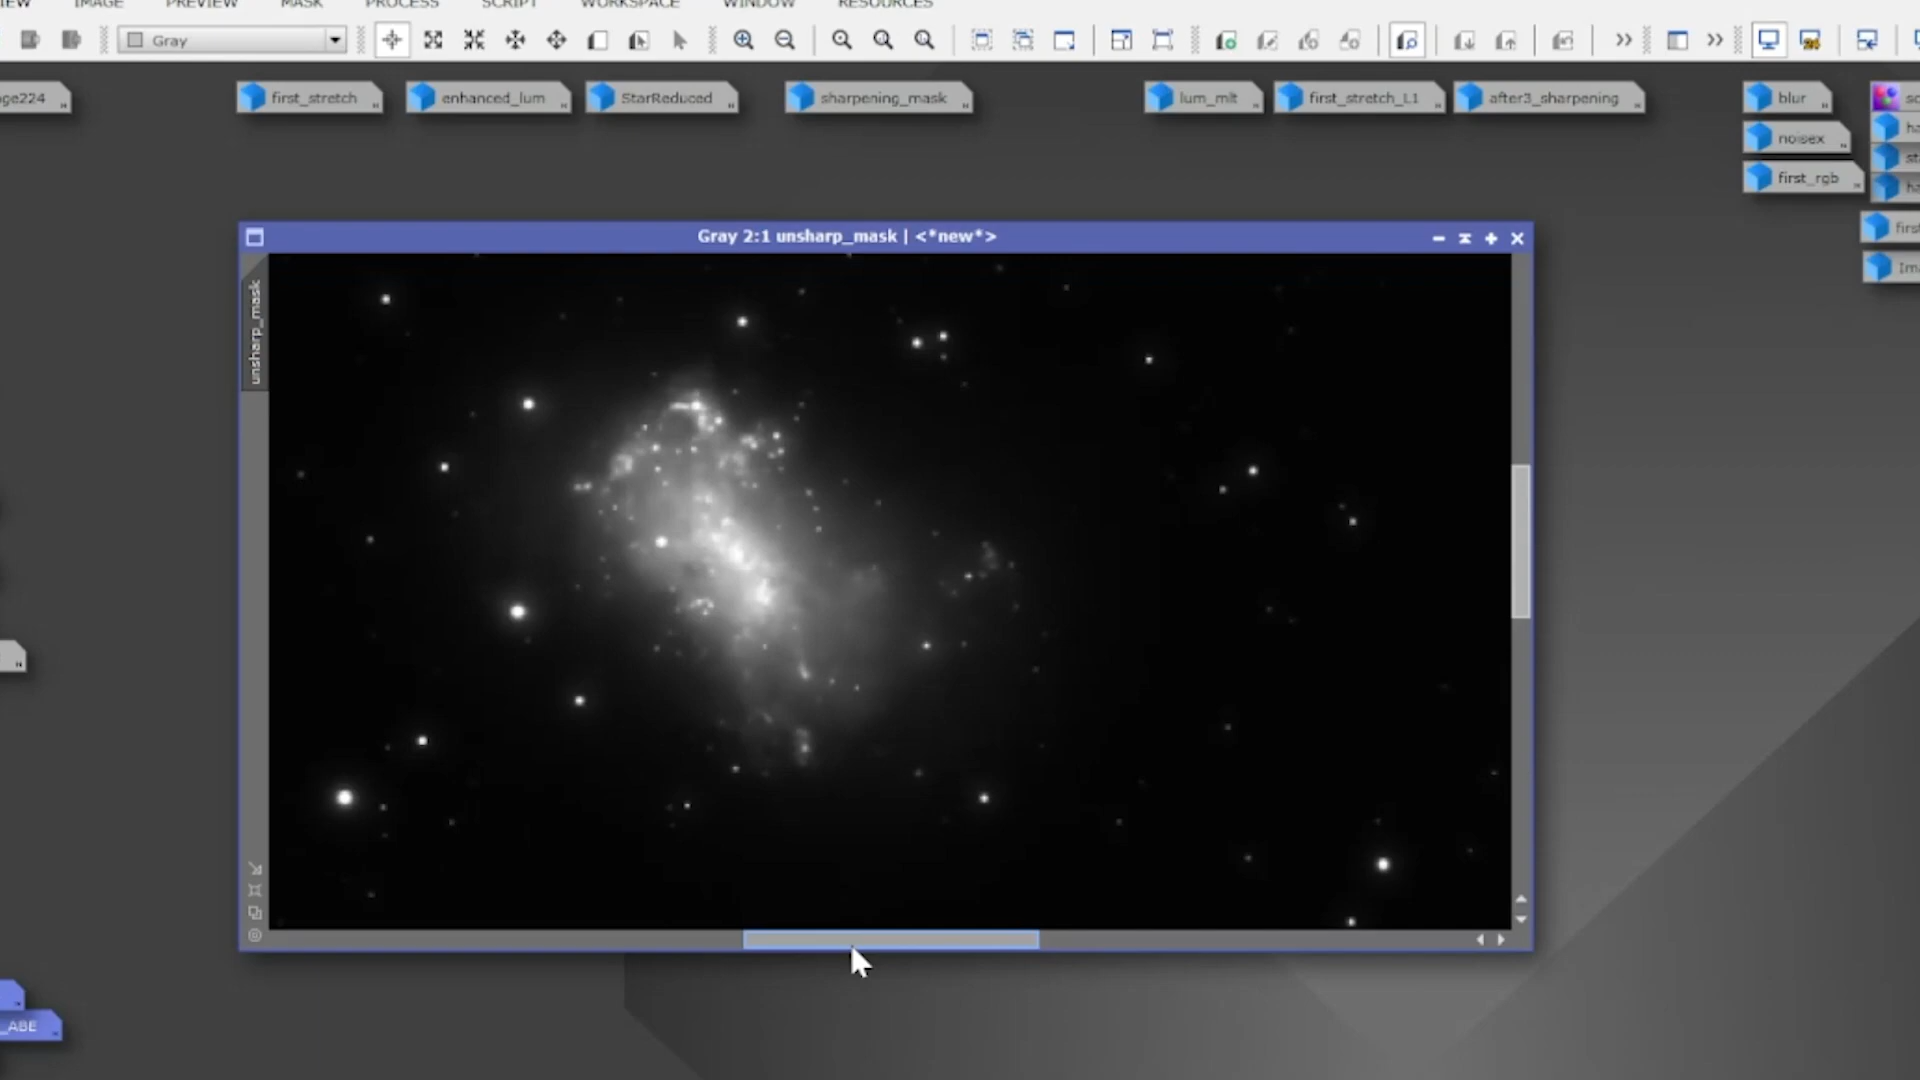 IMAGE PREVIEW MASK PROCESS SCRIPT WORKSPACE WINDOW RESOURCES
Gray
first_stretch enhanced_lum StarReduced sharpening_mask lum_mlt first_stretch_L1 after3_sharpening blur
noisex
first_rgb
Gray 2:1 unsharp_mask | <*new*>
unsharp_mask
_ABE